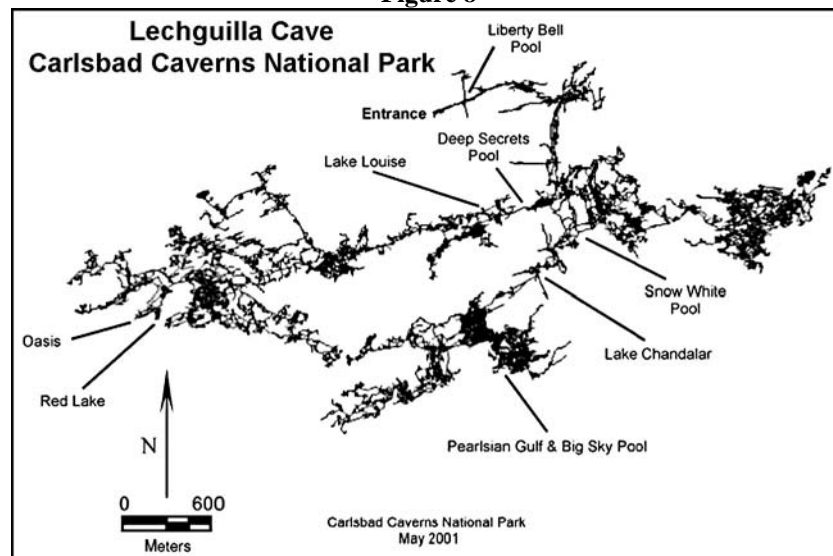 Figure 8
Lechguilla Cave
Carlsbad Caverns National Park
Liberty Bell
Pool
Entrance
Deep Secrets
Pool
Lake Louise
Snow White
Pool
Lake Chandalar
Oasis
Red Lake
Pearlsian Gulf & Big Sky Pool
N
0 600
Meters
Carlsbad Caverns National Park
May 2001